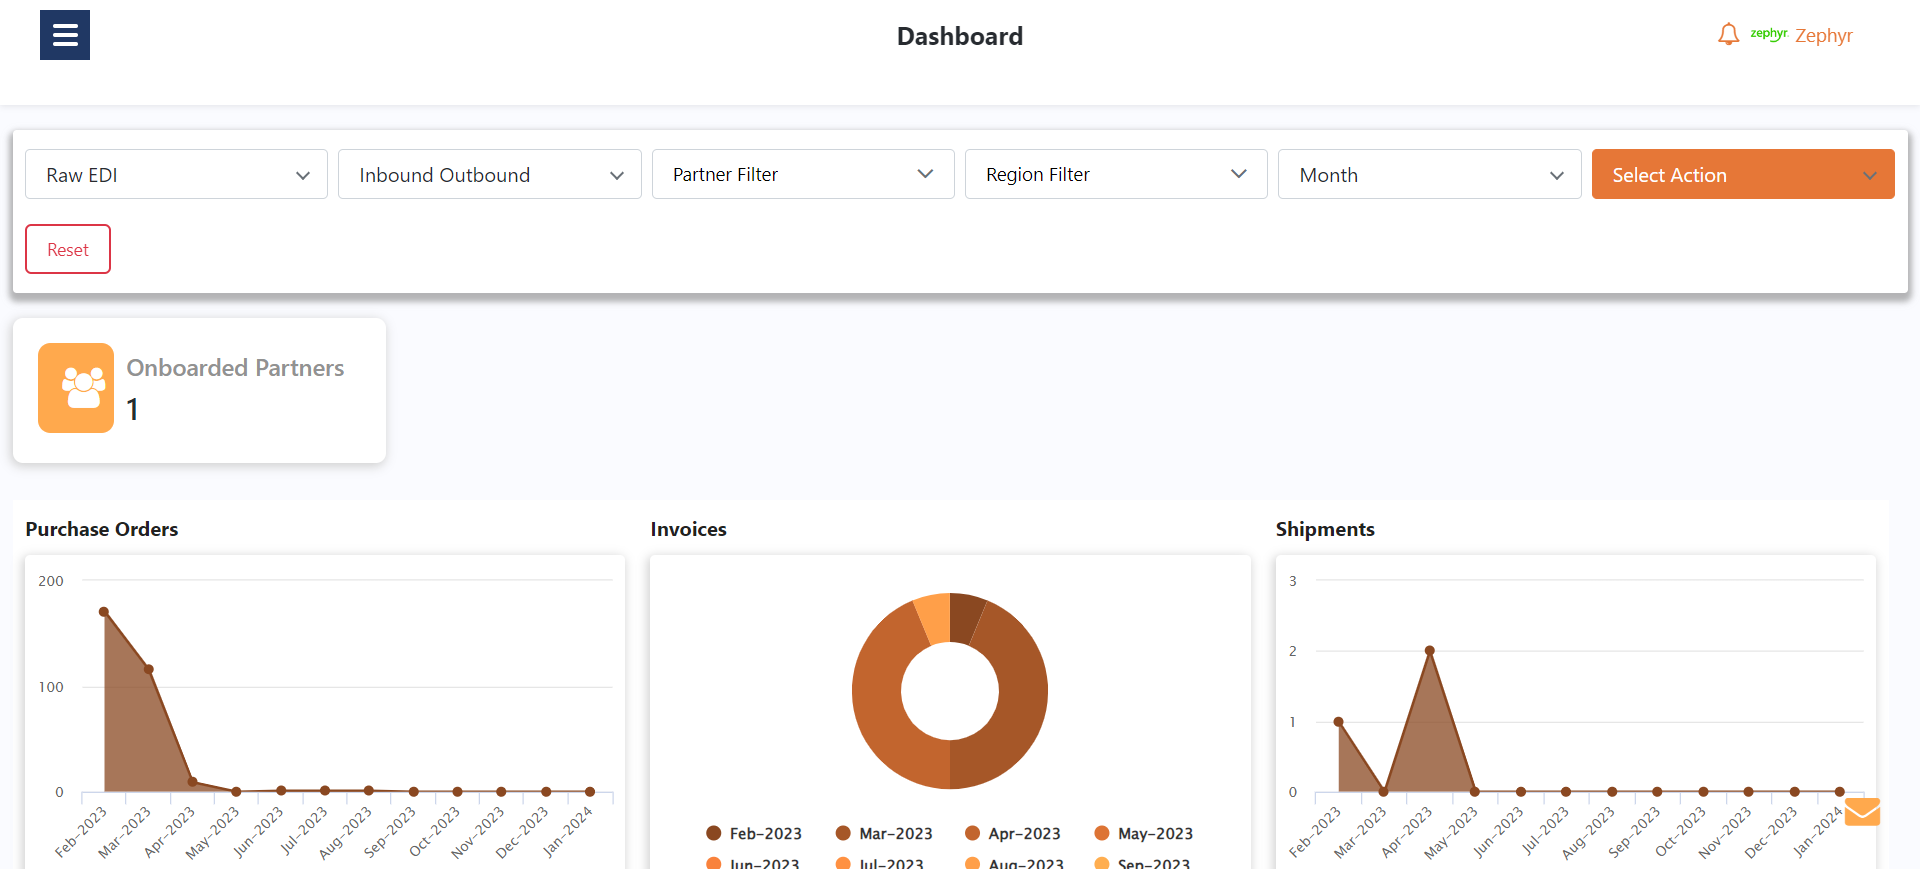 Dashboard
zephyr Zephyr
Raw EDI
Inbound Outbound
Partner Filter
Region Filter
Month
Select Action
Reset
Onboarded Partners
1
Purchase Orders
200
100
0
Feb-2023
Mar-2023
Apr-2023
May-2023
Jun-2023
Jul-2023
Aug-2023
Sep-2023
Oct-2023
Nov-2023
Dec-2023
Jan-2024
Invoices
Feb-2023 Mar-2023 Apr-2023 May-2023
Jun-2023 Jul-2023 Aug-2023 Sep-2023
Shipments
3
2
1
0
Feb-2023
Mar-2023
Apr-2023
May-2023
Jun-2023
Jul-2023
Aug-2023
Sep-2023
Oct-2023
Nov-2023
Dec-2023
Jan-2024